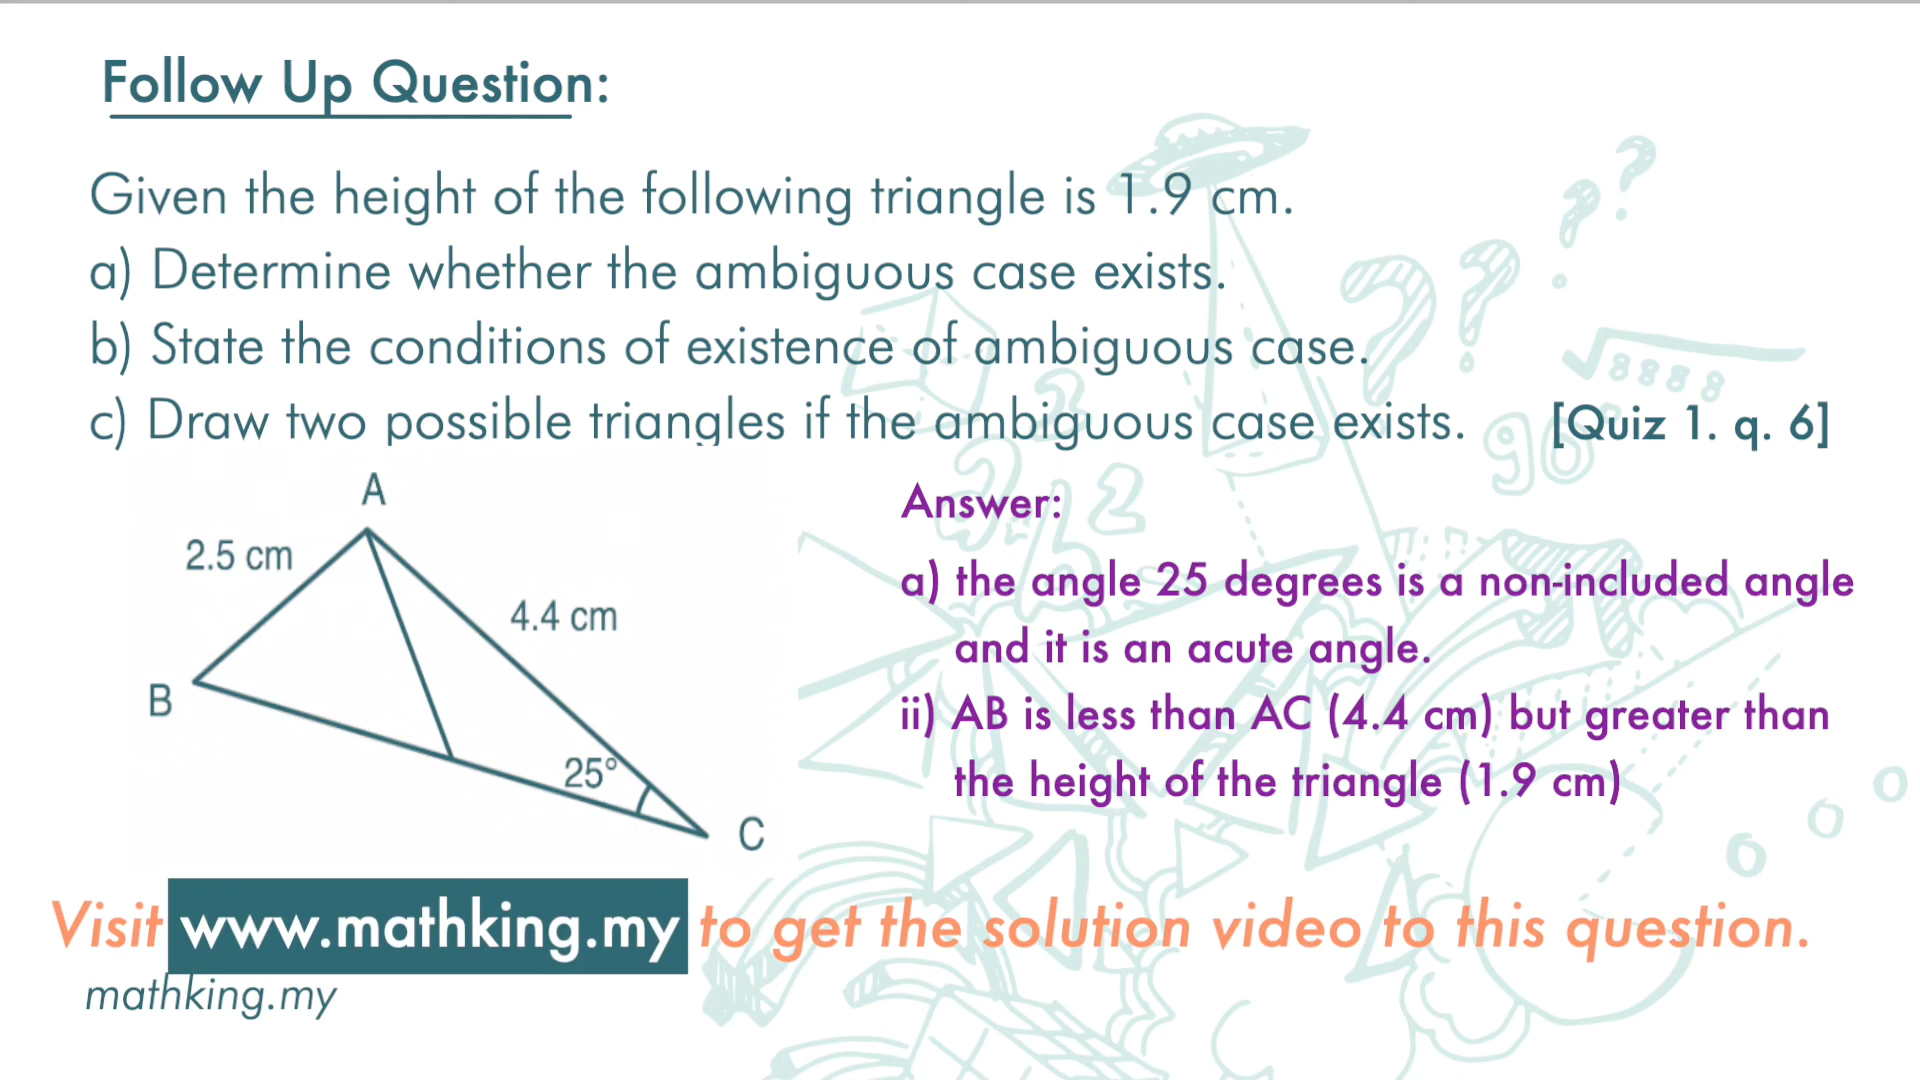 Follow Up Question:
Given the height of the following triangle is 1.9 cm.
a) Determine whether the ambiguous case exists.
b) State the conditions of existence of ambiguous case.
c) Draw two possible triangles if the ambiguous case exists. [Quiz 1. q. 6]
A
2.5 cm
4.4 cm
B
25°
C
Answer:
a) the angle 25 degrees is a non-included angle
and it is an acute angle.
ii) AB is less than AC (4.4 cm) but greater than
the height of the triangle (1.9 cm)
Visit www.mathking.my to get the solution video to this question.
mathking.my